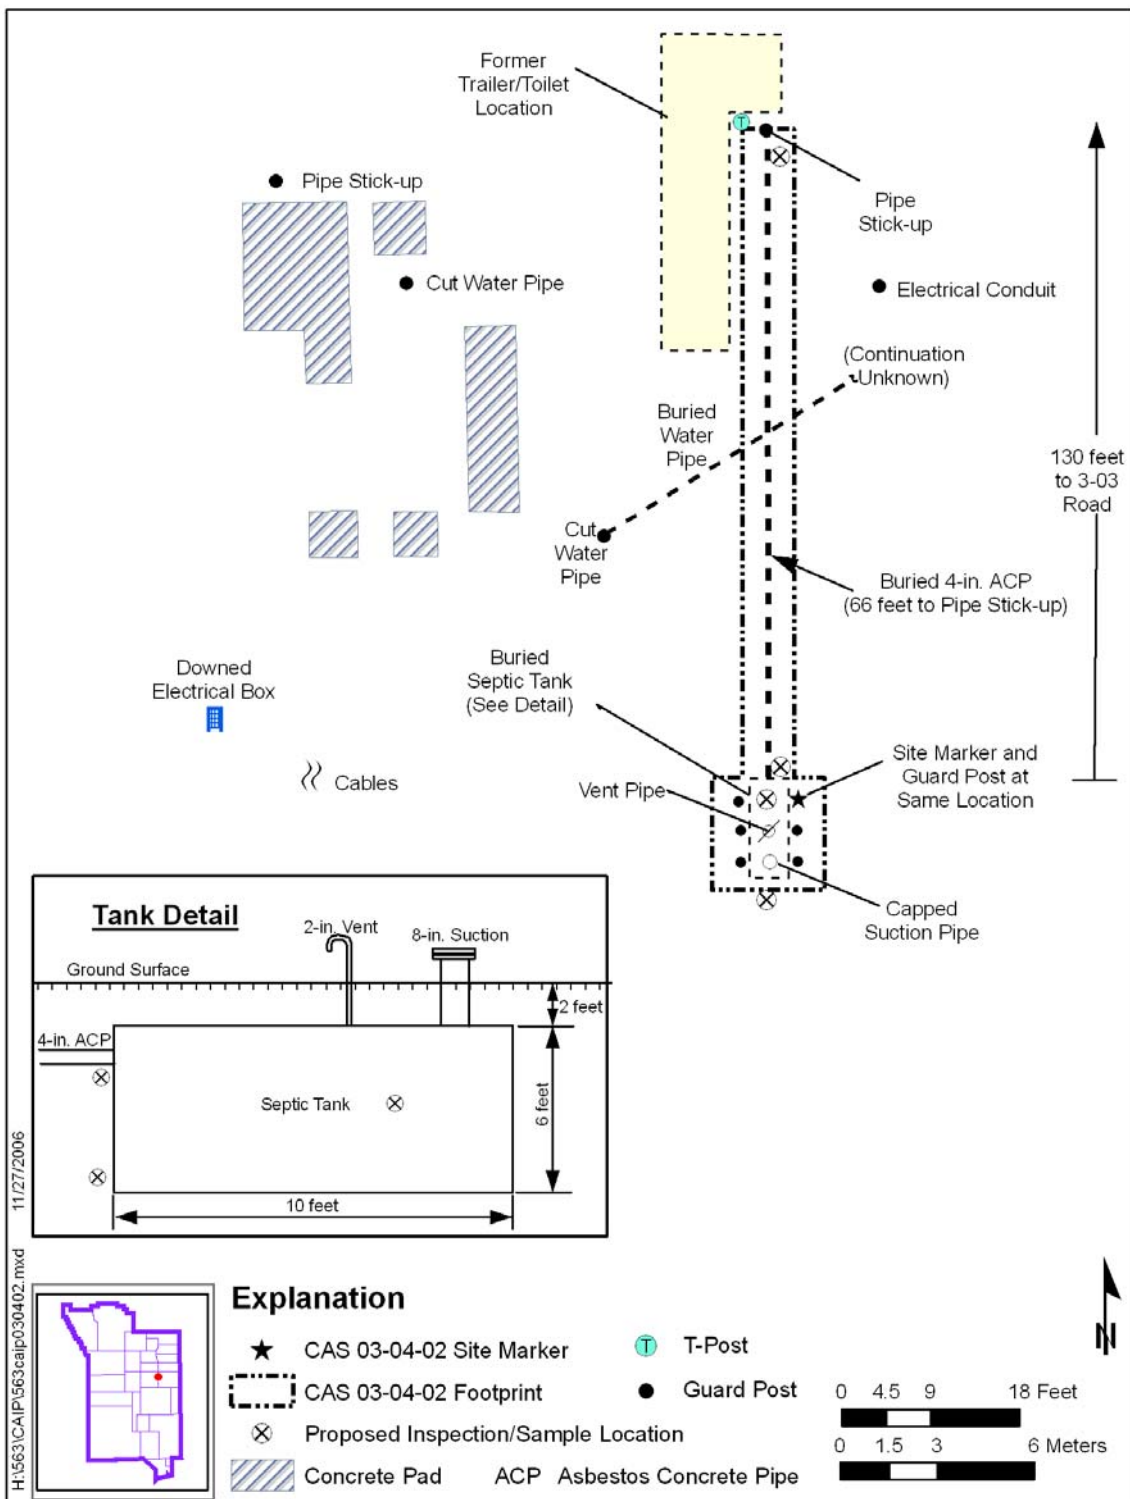 Former
Trailer/Toilet
Location
T
Pipe Stick-up
Pipe
Stick-up
Cut Water Pipe
Electrical Conduit
(Continuation
Unknown)
Buried
Water
Pipe
130 feet
to 3-03
Road
Cut
Water
Pipe
Buried 4-in. ACP
(66 feet to Pipe Stick-up)
Buried
Septic Tank
(See Detail)
Downed
Electrical Box
Site Marker and
Guard Post at
Same Location
Cables
Vent Pipe
Capped
Suction Pipe
Tank Detail
2-in. Vent
8-in. Suction
Ground Surface
2 feet
4-in. ACP
Septic Tank
6 feet
10 feet
H:\563\CAIP\563caip030402.mxd 11/27/2006
Explanation
CAS 03-04-02 Site Marker
CAS 03-04-02 Footprint
Proposed Inspection/Sample Location
Concrete Pad
ACP Asbestos Concrete Pipe
T T-Post
Guard Post
N
0 4.5 9 18 Feet
0 1.5 3 6 Meters